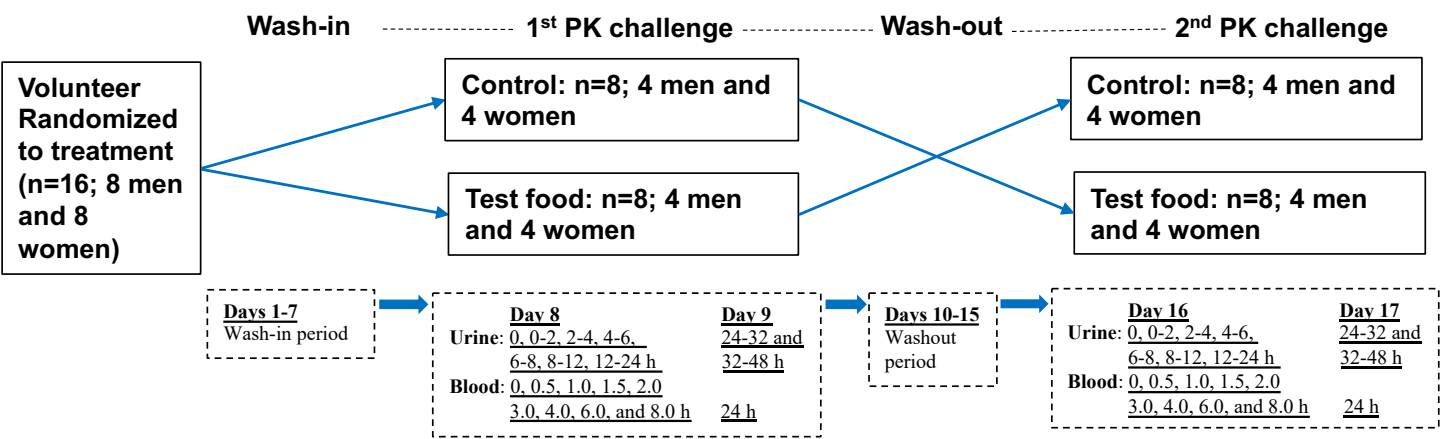 Wash-in
1st PK challenge
Wash-out
2nd PK challenge
Volunteer
Randomized
to treatment
(n=16; 8 men
and 8
women)
Control: n=8; 4 men and
4 women
Test food: n=8; 4 men
and 4 women
Control: n=8; 4 men and
4 women
Test food: n=8; 4 men
and 4 women
Days 1-7
Wash-in period
Day 8 Day 9
Urine: 0, 0-2, 2-4, 4-6, 24-32 and
6-8, 8-12, 12-24 h 32-48 h
Blood: 0, 0.5, 1.0, 1.5, 2.0
3.0, 4.0, 6.0, and 8.0 h 24 h
Days 10-15
Washout
period
Day 16 Day 17
Urine: 0, 0-2, 2-4, 4-6, 24-32 and
6-8, 8-12, 12-24 h 32-48 h
Blood: 0, 0.5, 1.0, 1.5, 2.0
3.0, 4.0, 6.0, and 8.0 h 24 h